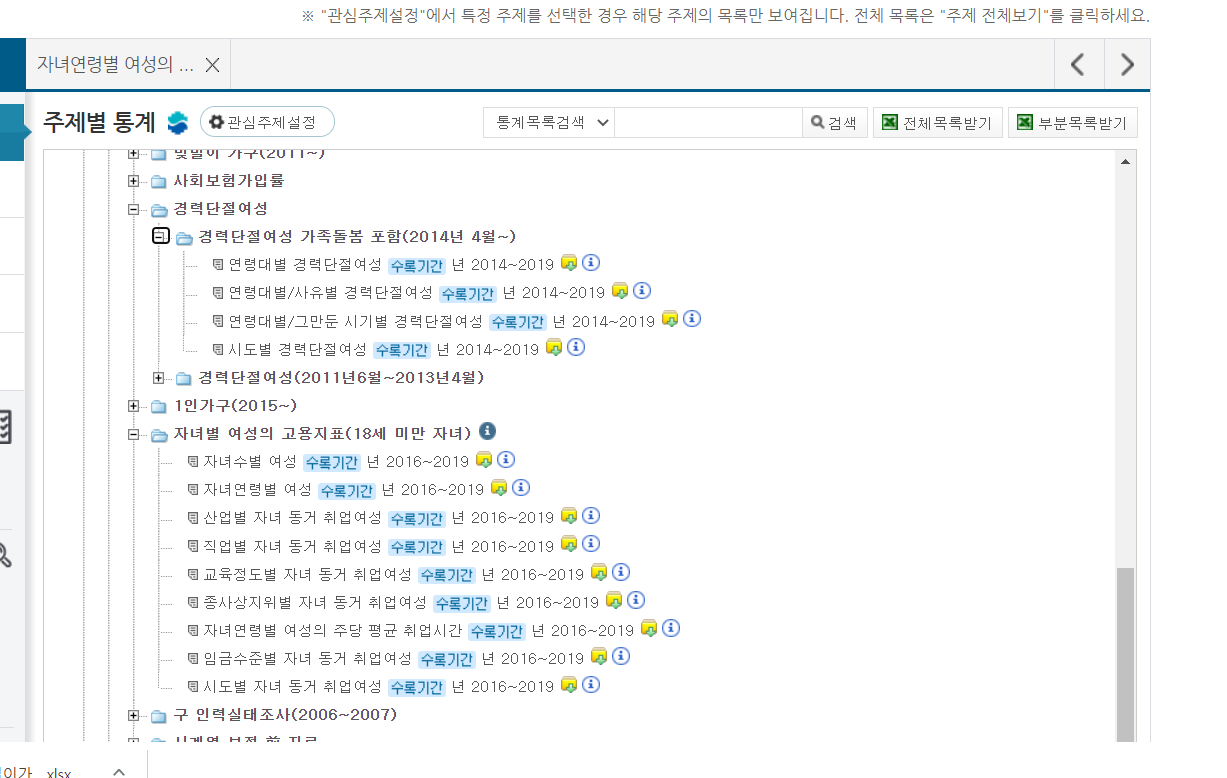 ※ "관심주제설정"에서 특정 주제를 선택한 경우 해당 주제의 목록만 보여집니다. 전체 목록은 "주제 전체보기"를 클릭하세요.
자녀연령별 여성의 ...
주제별 통계 관심주제설정 통계목록검색 검색 전체목록받기 부분목록받기
맞벌이 가구(2011~)
사회보험가입률
경력단절여성
경력단절여성 가족돌봄 포함(2014년 4월~)
연령대별 경력단절여성 수록기간 년 2014~2019
연령대별/사유별 경력단절여성 수록기간 년 2014~2019
연령대별/그만둔 시기별 경력단절여성 수록기간 년 2014~2019
시도별 경력단절여성 수록기간 년 2014~2019
경력단절여성(2011년6월~2013년4월)
1인가구(2015~)
자녀별 여성의 고용지표(18세 미만 자녀)
자녀수별 여성 수록기간 년 2016~2019
자녀연령별 여성 수록기간 년 2016~2019
산업별 자녀 동거 취업여성 수록기간 년 2016~2019
직업별 자녀 동거 취업여성 수록기간 년 2016~2019
교육정도별 자녀 동거 취업여성 수록기간 년 2016~2019
종사상지위별 자녀 동거 취업여성 수록기간 년 2016~2019
자녀연령별 여성의 주당 평균 취업시간 수록기간 년 2016~2019
임금수준별 자녀 동거 취업여성 수록기간 년 2016~2019
시도별 자녀 동거 취업여성 수록기간 년 2016~2019
구 인력실태조사(2006~2007)
.xlsx